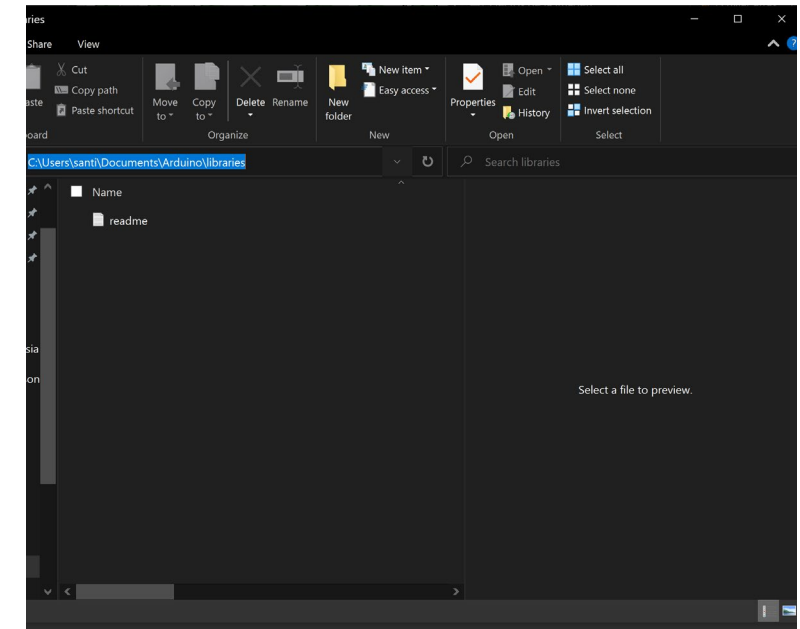 ries
Share View
Cut
Copy path
Paste shortcut
aste
Move to
Copy to
Delete
Rename
New folder
New item
Easy access
Properties
Open
Edit
History
Select all
Select none
Invert selection
oard
Organize
New
Open
Select
C:\Users\santi\Documents\Arduino\libraries
Search libraries
Name
readme
sia
on
Select a file to preview.
?